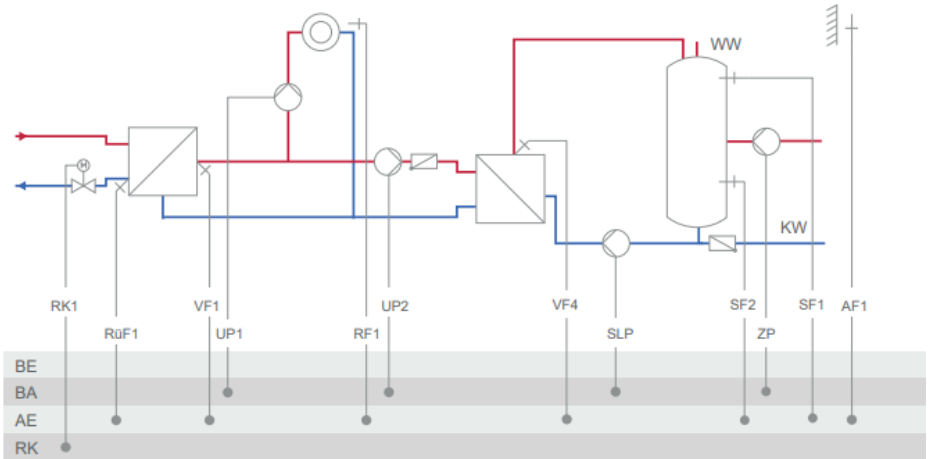 WW
M
KW
RK1 VF1 UP2 VF4 SF2 SF1 AF1
RüF1 UP1 RF1 SLP ZP
BE
BA
AE
RK